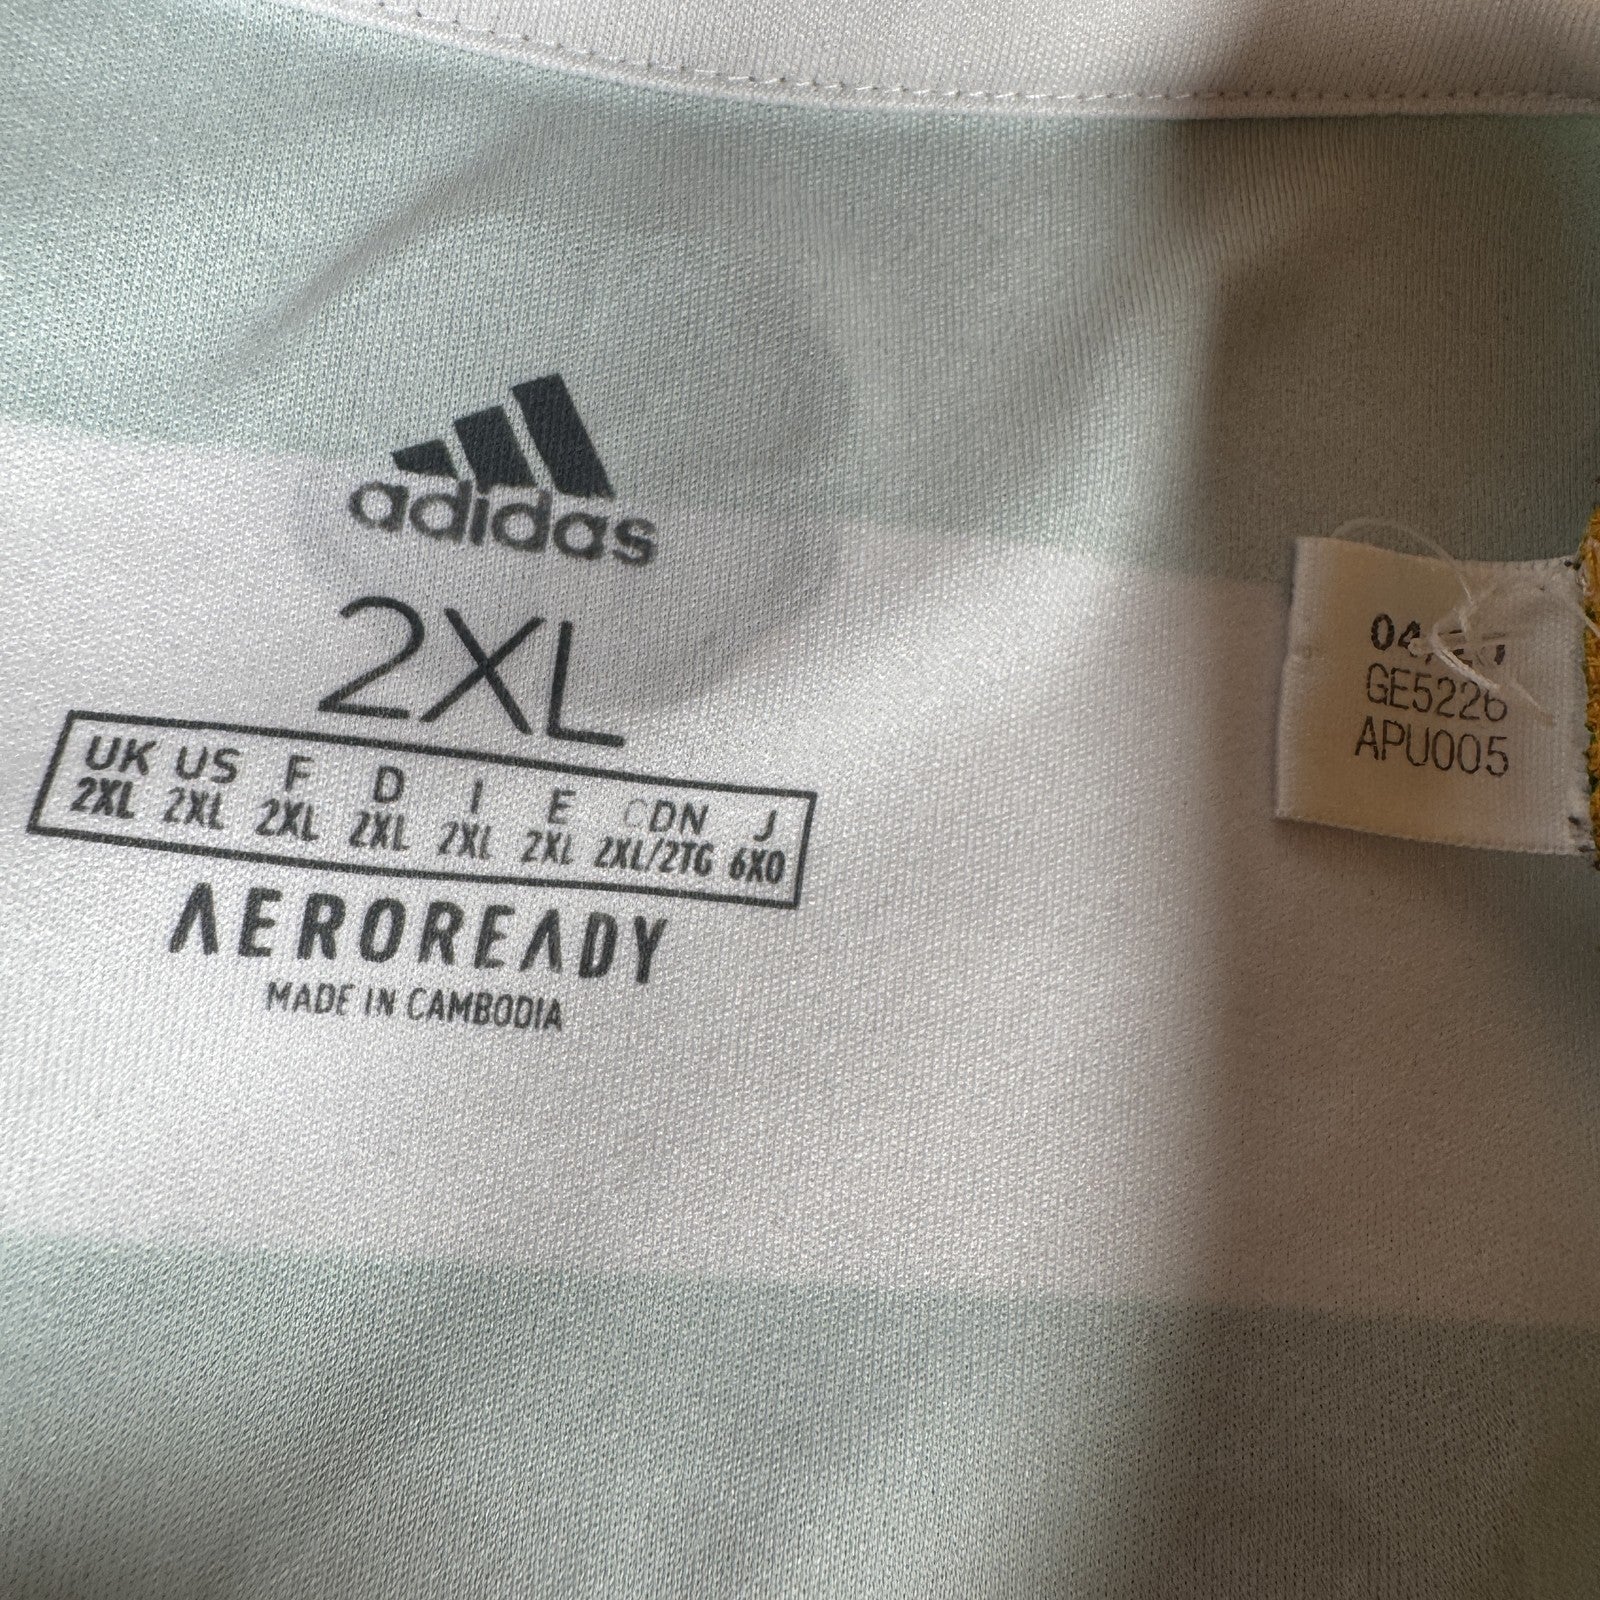 adidas
2XL
UK US F D I E CDN J
2XL 2XL 2XL 2XL 2XL 2XL 2XL/2TG 6XO
AEROREADY
MADE IN CAMBODIA
GE5226
APU005